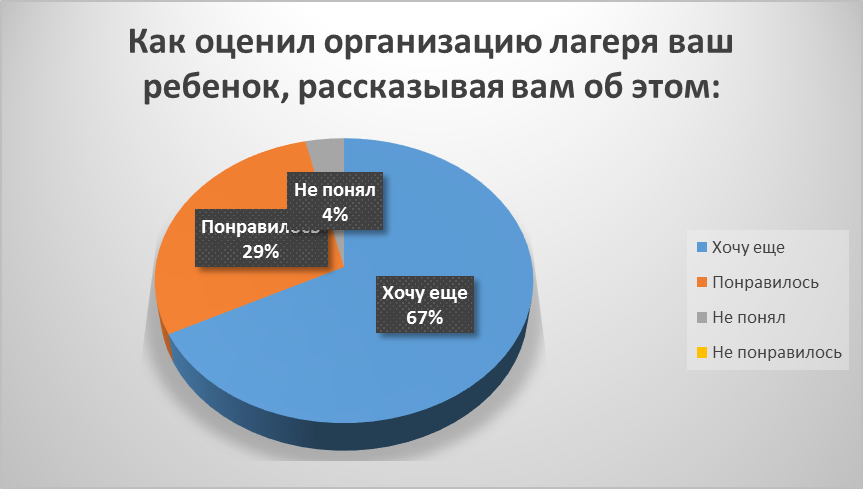 Как оценил организацию лагеря ваш
ребенок, рассказывая вам об этом:
Не понял
4%
Понравилось
29%
Хочу еще
67%
Хочу еще
Понравилось
Не понял
Не понравилось